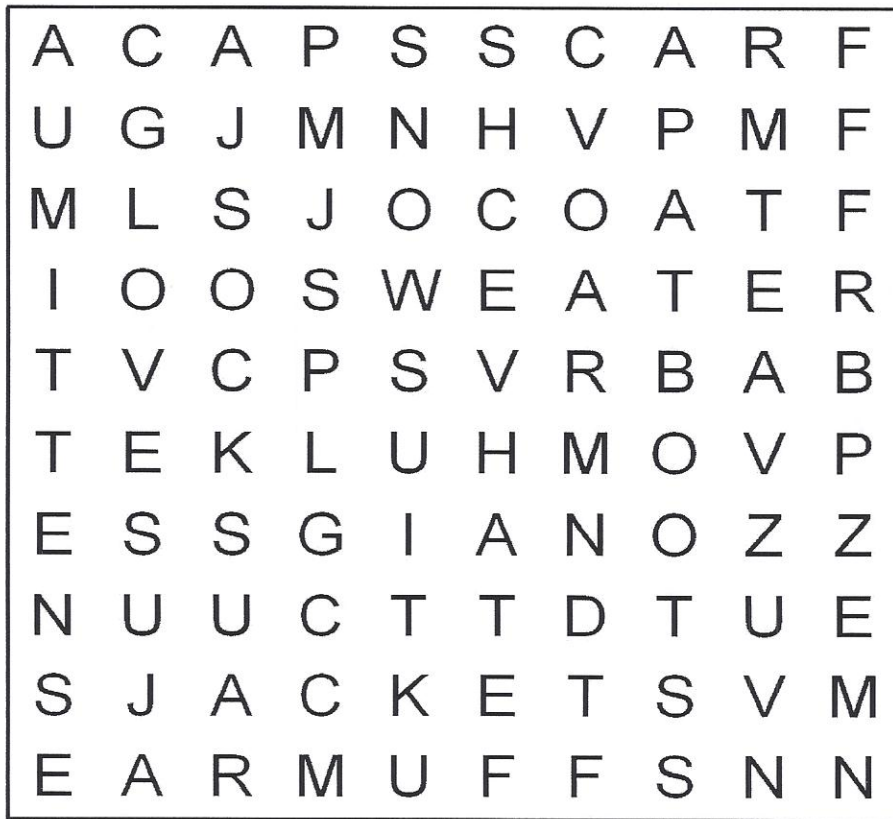 A C A P S S C A R F
U G J M N H V P M F
M L S J O C O A T F
I O O S W E A T E R
T V C P S V R B A B
T E K L U H M O V P
E S S G I A N O Z Z
N U U C T T D T U E
S J A C K E T S V M
E A R M U F F S N N